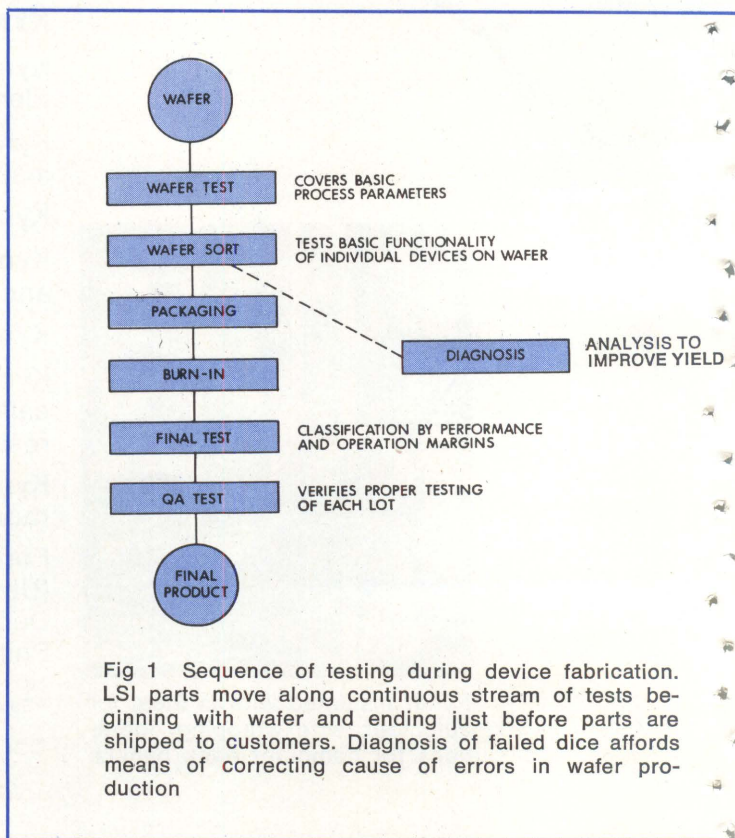 WAFER
WAFER TEST
COVERS BASIC
PROCESS PARAMETERS
WAFER SORT
TESTS BASIC FUNCTIONALITY
OF INDIVIDUAL DEVICES ON WAFER
PACKAGING
DIAGNOSIS
ANALYSIS TO
IMPROVE YIELD
BURN-IN
FINAL TEST
CLASSIFICATION BY PERFORMANCE
AND OPERATION MARGINS
QA TEST
VERIFIES PROPER TESTING
OF EACH LOT
FINAL
PRODUCT
Fig 1 Sequence of testing during device fabrication.
LSI parts move along continuous stream of tests be-
ginning with wafer and ending just before parts are
shipped to customers. Diagnosis of failed dice affords
means of correcting cause of errors in wafer pro-
duction